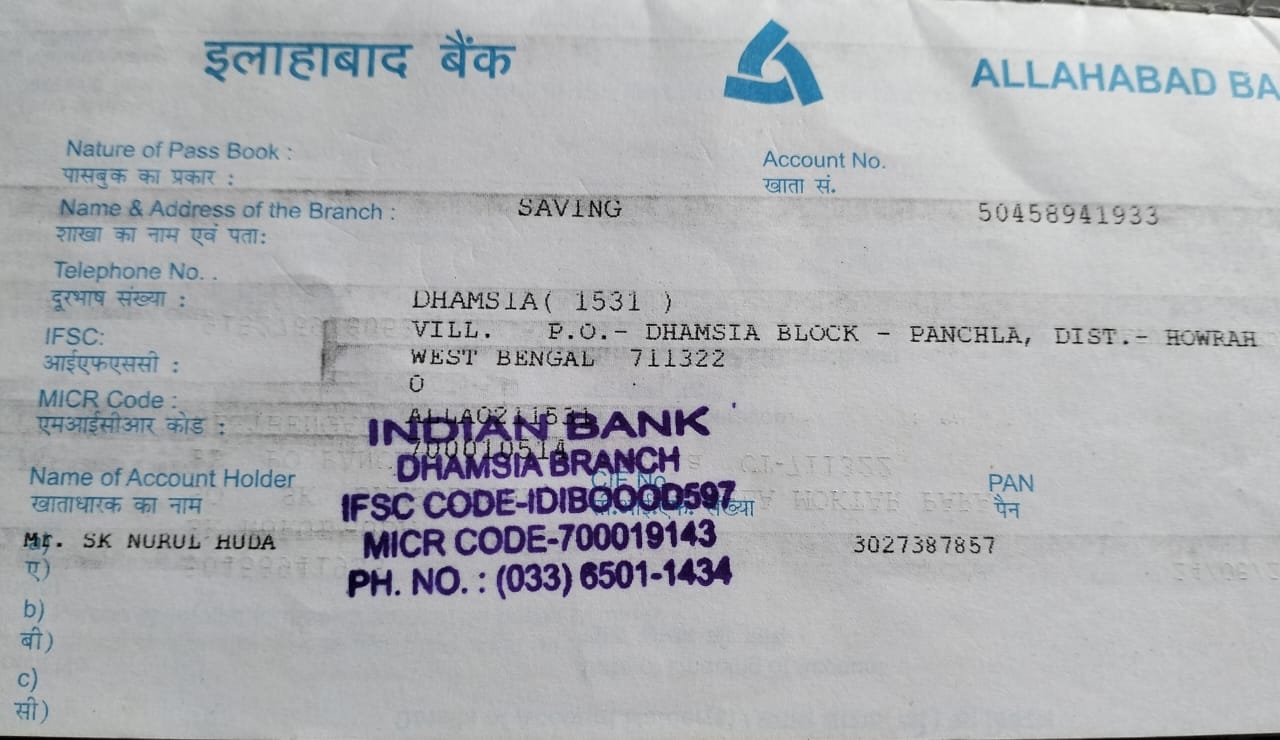 इलाहाबाद बैंक
ALLAHABAD BA
Nature of Pass Book :
पासबुक का प्रकार :
Account No.
खाता सं.
Name & Address of the Branch :
SAVING
50458941933
शाखा का नाम एवं पता:
Telephone No. .
दूरभाष संख्या :
DHAMSIA( 1531 )
IFSC:
VILL. P.O.- DHAMSIA BLOCK - PANCHLA, DIST.- HOWRAH
आईएफएससी :
WEST BENGAL 711322
0
MICR Code :
ALLA0211531
एमआईसीआर कोड :
700010514
INDIAN BANK
DHAMSIA BRANCH
IFSC CODE-IDIB000D597
MICR CODE-700019143
PH. NO. : (033) 6501-1434
Name of Account Holder
खाताधारक का नाम
CIF No.
संख्या
PAN
पैन
Mr. SK NURUL HUDA
3027387857
ए)
b)
बी)
c)
सी)